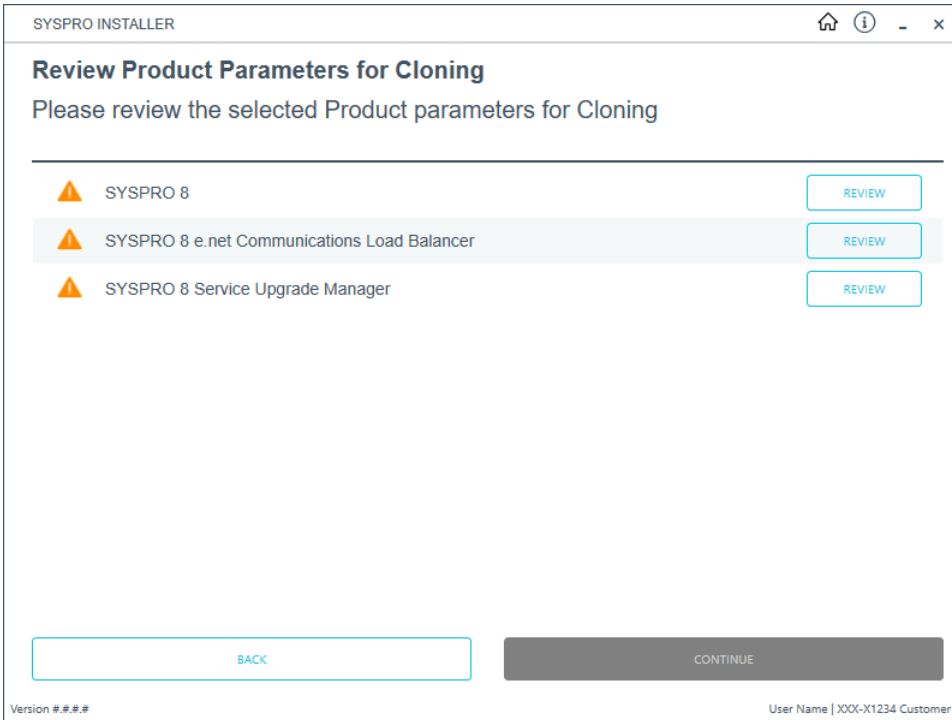 SYSPRO INSTALLER
Review Product Parameters for Cloning
Please review the selected Product parameters for Cloning
SYSPRO 8 REVIEW
SYSPRO 8 e.net Communications Load Balancer REVIEW
SYSPRO 8 Service Upgrade Manager REVIEW
BACK CONTINUE
Version #.#.#.# User Name | XXX-X1234 Customer